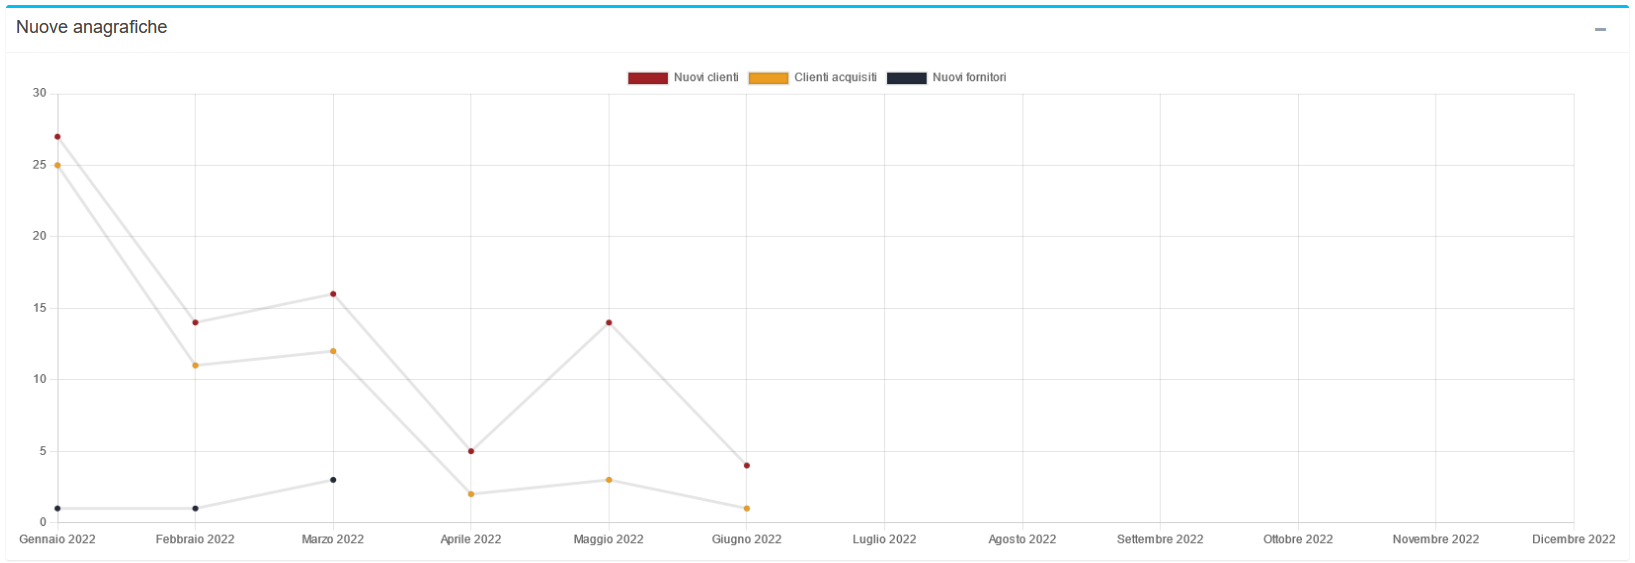 Nuove anagrafiche
Nuovi clienti Clienti acquisiti Nuovi fornitori
30
25
20
15
10
5
0
Gennaio 2022 Febbraio 2022 Marzo 2022 Aprile 2022 Maggio 2022 Giugno 2022 Luglio 2022 Agosto 2022 Settembre 2022 Ottobre 2022 Novembre 2022 Dicembre 2022